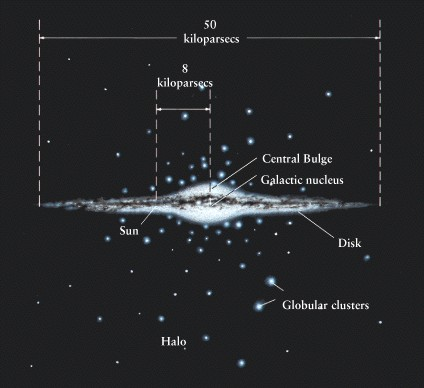 50
kiloparsecs
8
kiloparsecs
Central Bulge
Galactic nucleus
Sun
Disk
Globular clusters
Halo